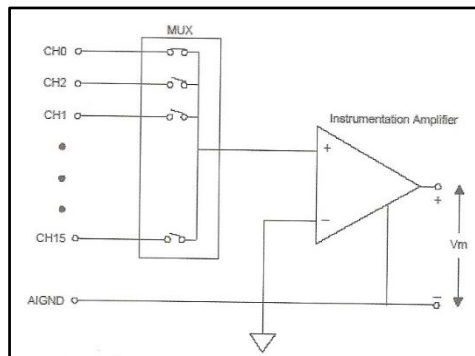 MUX
CH0
CH2
CH1
Instrumentation Amplifier
+
−
+
Vm
CH15
−
AIGND